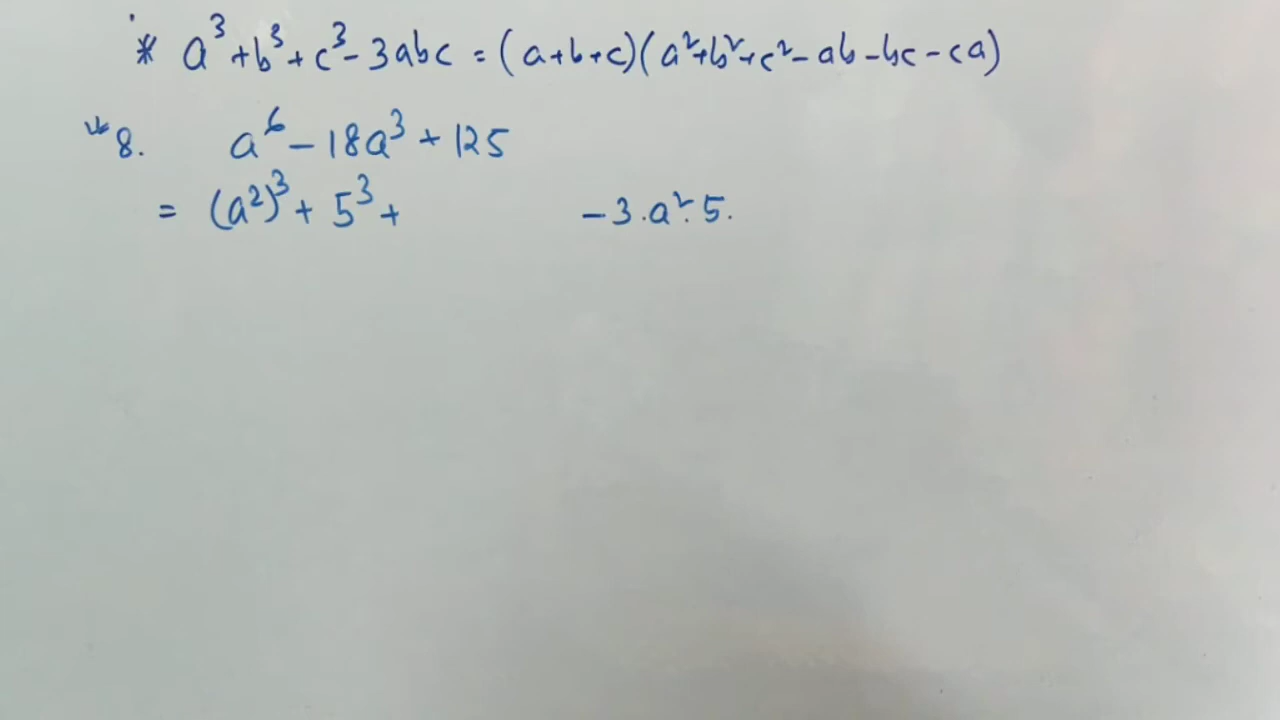 * a³ + b³ + c³ - 3abc = (a+b+c)(a²+b²+c² - ab - bc - ca)
8. a⁶ - 18a³ + 125
= (a²)³ + 5³ + - 3.a².5.